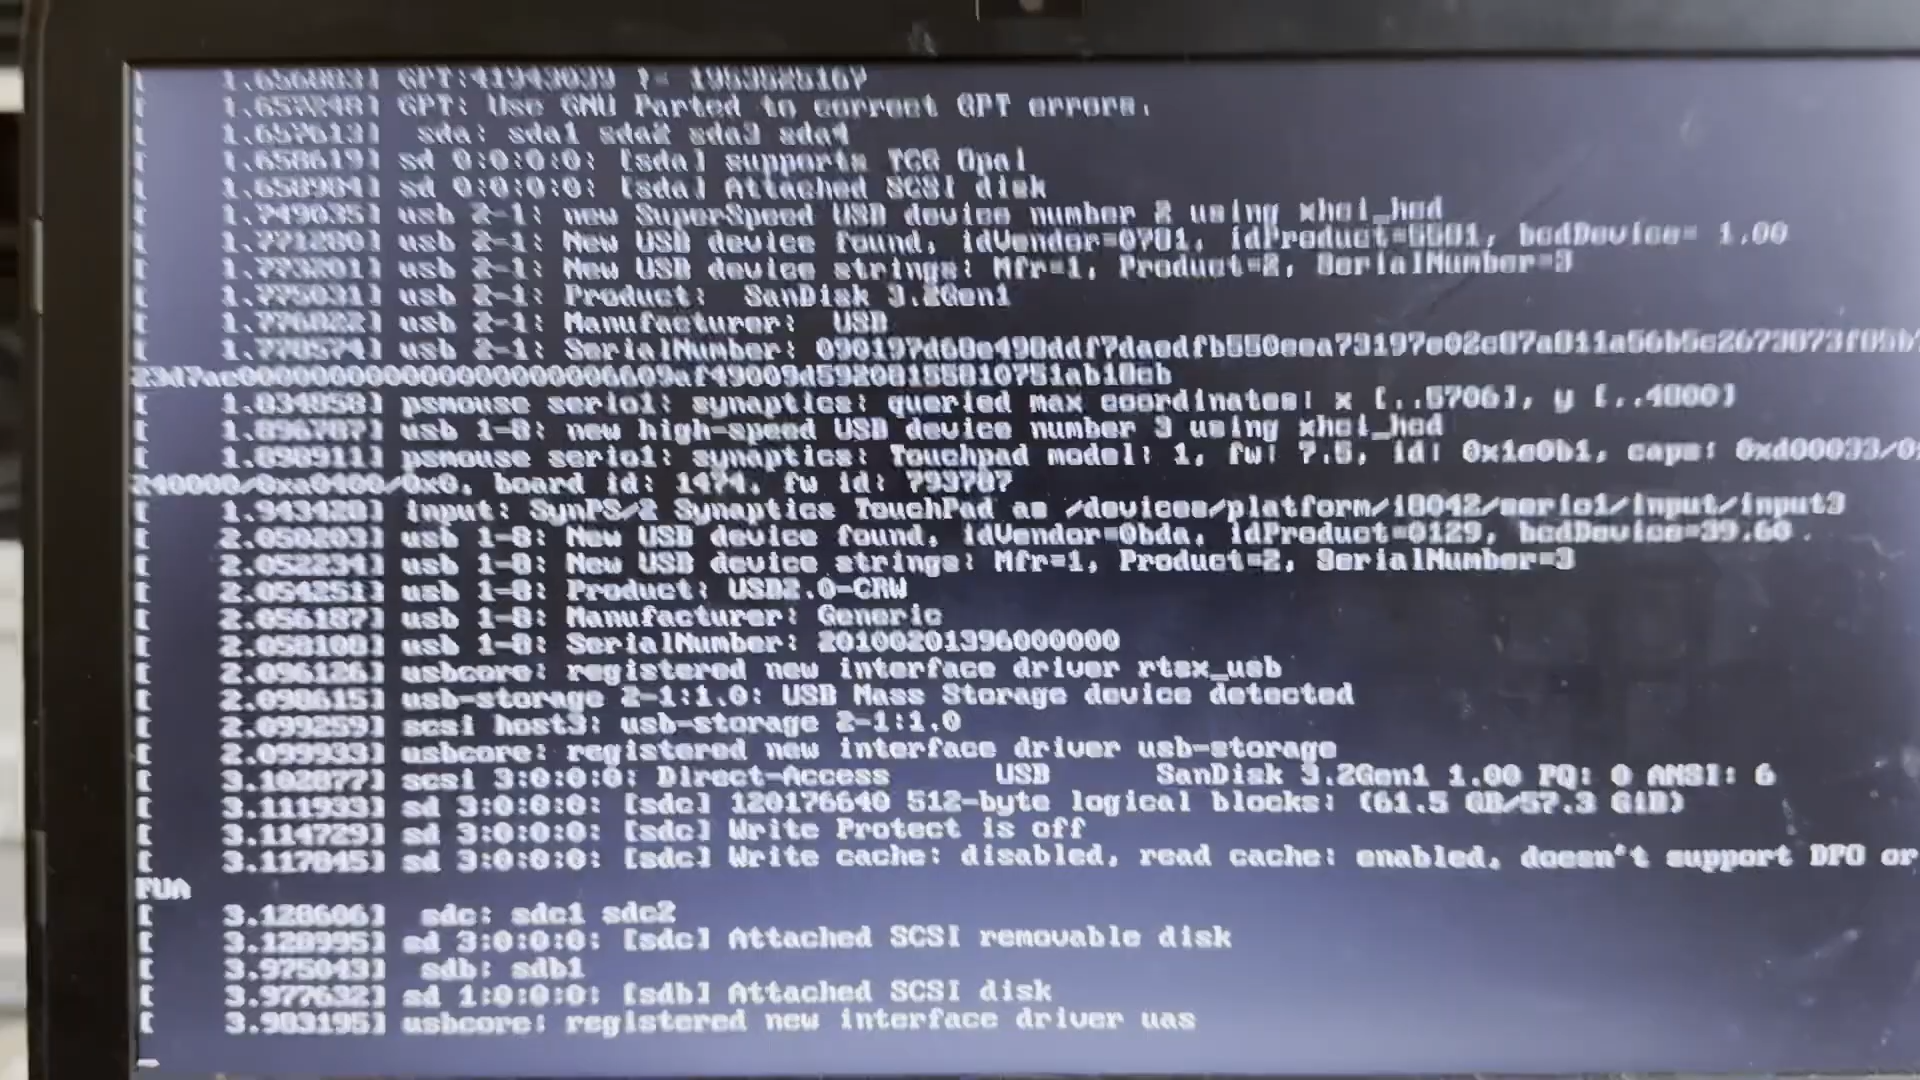 [ 1.656883] GPT:41943039 != 1953525167
[ 1.657248] GPT: Use GNU Parted to correct GPT errors.
[ 1.657613] sda: sda1 sda2 sda3 sda4
[ 1.658619] sd 0:0:0:0: [sda] supports TCG Opal
[ 1.658984] sd 0:0:0:0: [sda] Attached SCSI disk
[ 1.749035] usb 2-1: new SuperSpeed USB device number 2 using xhci_hcd
[ 1.771280] usb 2-1: New USB device found, idVendor=0781, idProduct=5581, bcdDevice= 1.00
[ 1.773201] usb 2-1: New USB device strings: Mfr=1, Product=2, SerialNumber=3
[ 1.775031] usb 2-1: Product:  SanDisk 3.2Gen1
[ 1.776822] usb 2-1: Manufacturer:  USB
[ 1.778574] usb 2-1: SerialNumber:
[ 1.834858] psmouse serio1: synaptics: queried max coordinates: x [..5706], y [..4800]
[ 1.896787] usb 1-8: new high-speed USB device number 3 using xhci_hcd
[ 1.898911] psmouse serio1: synaptics: Touchpad model: 1, fw: 7.5, id: 0x1e0b1, caps:
240000/0xa0400/0x0, board id: 1474, fw id: 793787
[ 1.943420] input: SynPS/2 Synaptics TouchPad as /devices/platform/i8042/serio1/input/input3
[ 2.050203] usb 1-8: New USB device found, idVendor=0bda, idProduct=0129, bcdDevice=39.60
[ 2.052234] usb 1-8: New USB device strings: Mfr=1, Product=2, SerialNumber=3
[ 2.054251] usb 1-8: Product: USB2.0-CRW
[ 2.056187] usb 1-8: Manufacturer: Generic
[ 2.058108] usb 1-8: SerialNumber: 20100201396000000
[ 2.096126] usbcore: registered new interface driver rtsx_usb
[ 2.098615] usb-storage 2-1:1.0: USB Mass Storage device detected
[ 2.099259] scsi host3: usb-storage 2-1:1.0
[ 2.099933] usbcore: registered new interface driver usb-storage
[ 3.102877] scsi 3:0:0:0: Direct-Access     USB      SanDisk 3.2Gen1 1.00 PQ: 0 ANSI: 6
[ 3.111933] sd 3:0:0:0: [sdc] 120176640 512-byte logical blocks: (61.5 GB/57.3 GiB)
[ 3.114729] sd 3:0:0:0: [sdc] Write Protect is off
[ 3.117845] sd 3:0:0:0: [sdc] Write cache: disabled, read cache: enabled, doesn't support DPO or
FUA
[ 3.128606] sdc: sdc1 sdc2
[ 3.128995] sd 3:0:0:0: [sdc] Attached SCSI removable disk
[ 3.975043] sdb: sdb1
[ 3.977632] sd 1:0:0:0: [sdb] Attached SCSI disk
[ 3.983195] usbcore: registered new interface driver uas